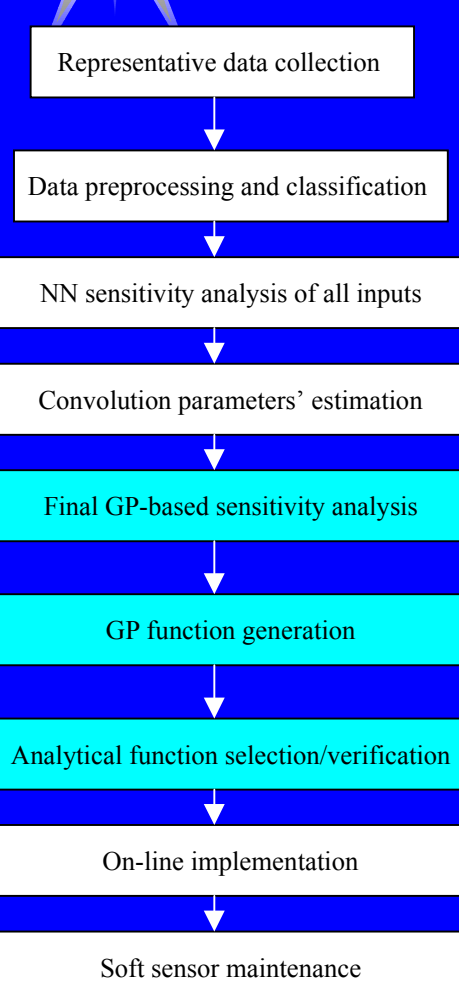 Representative data collection
Data preprocessing and classification
NN sensitivity analysis of all inputs
Convolution parameters’ estimation
Final GP-based sensitivity analysis
GP function generation
Analytical function selection/verification
On-line implementation
Soft sensor maintenance